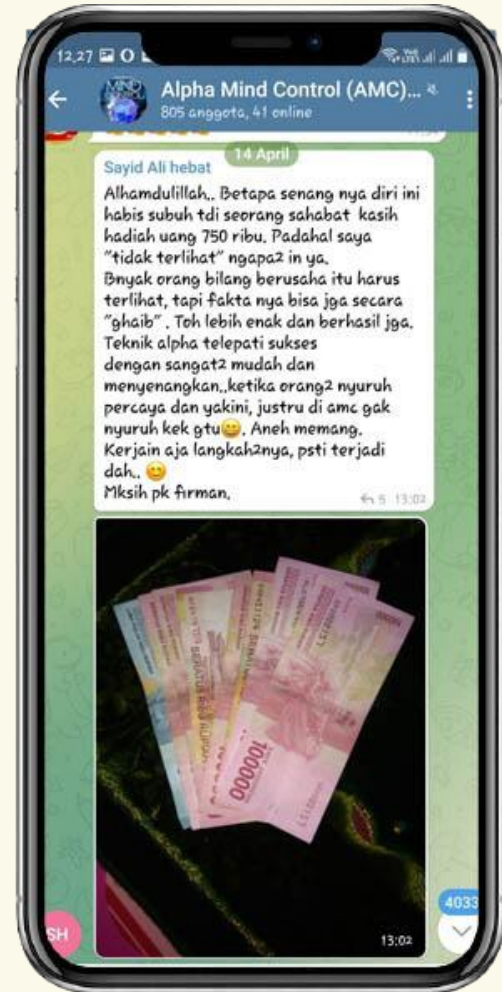 12.27
Alpha Mind Control (AMC)...
805 anggota, 41 online
14 April
Sayid Ali hebat
Alhamdulillah.. Betapa senang nya diri ini
habis subuh tdi seorang sahabat kasih
hadiah uang 750 ribu. Padahal saya
"tidak terlihat" ngapa2 in ya.
Bnyak orang bilang berusaha itu harus
terlihat, tapi fakta nya bisa jga secara
"ghaib" . Toh lebih enak dan berhasil jga.
Teknik alpha telepati sukses
dengan sangat2 mudah dan
menyenangkan..ketika orang2 nyuruh
percaya dan yakini, justru di amc gak
nyuruh kek gtu😀. Aneh memang.
Kerjain aja langkah2nya, psti terjadi
dah.. 😊
Mksih pk firman.
5 13:02
100000
13:02
4033
SH